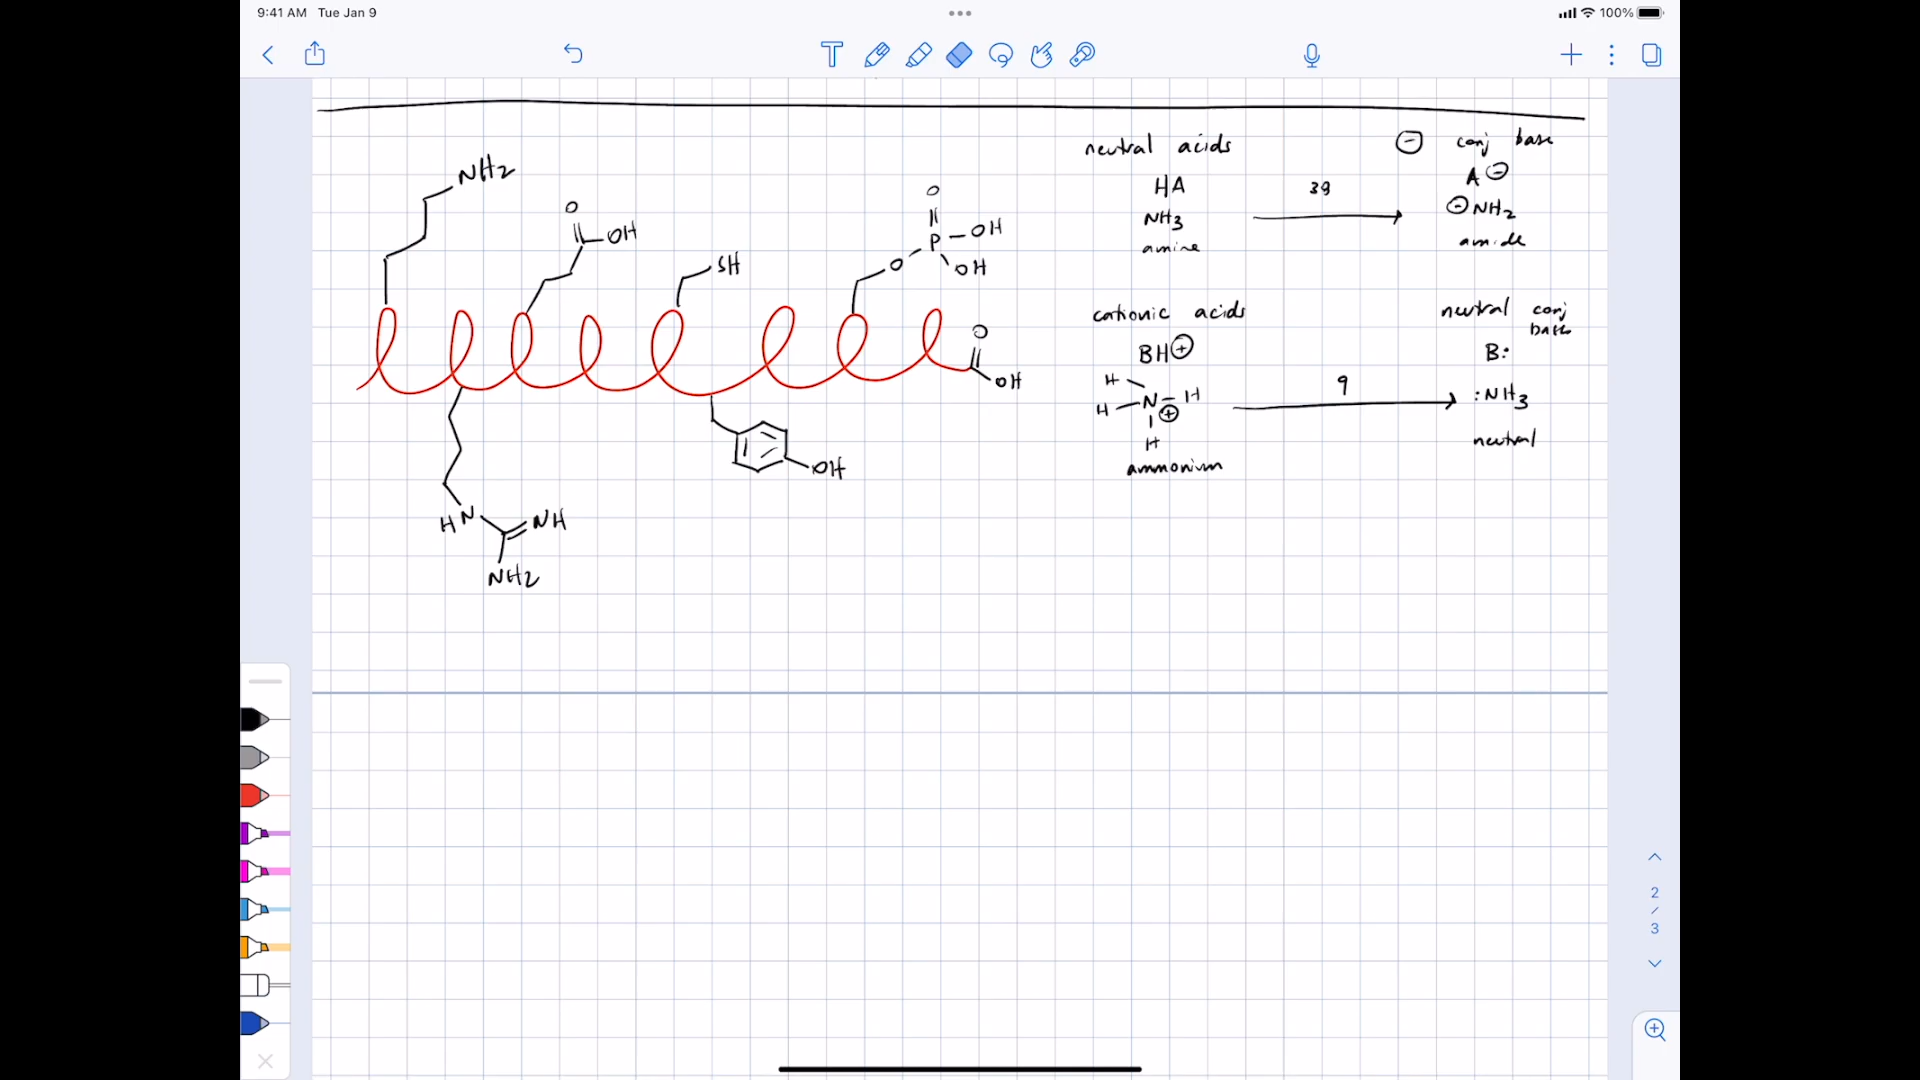 9:41 AM Tue Jan 9
100%
neutral acids
⊖ conj base
HA
39
A⊖
NH3
⊖NH2
amine
amide
NH2
O
OH
SH
O
P
OH
O
OH
O
OH
cationic acids
neutral conj base
BH⊕
B:
H
H N H
⊕
H
9
:NH3
ammonium
neutral
OH
HN
NH
NH2
2
/
3